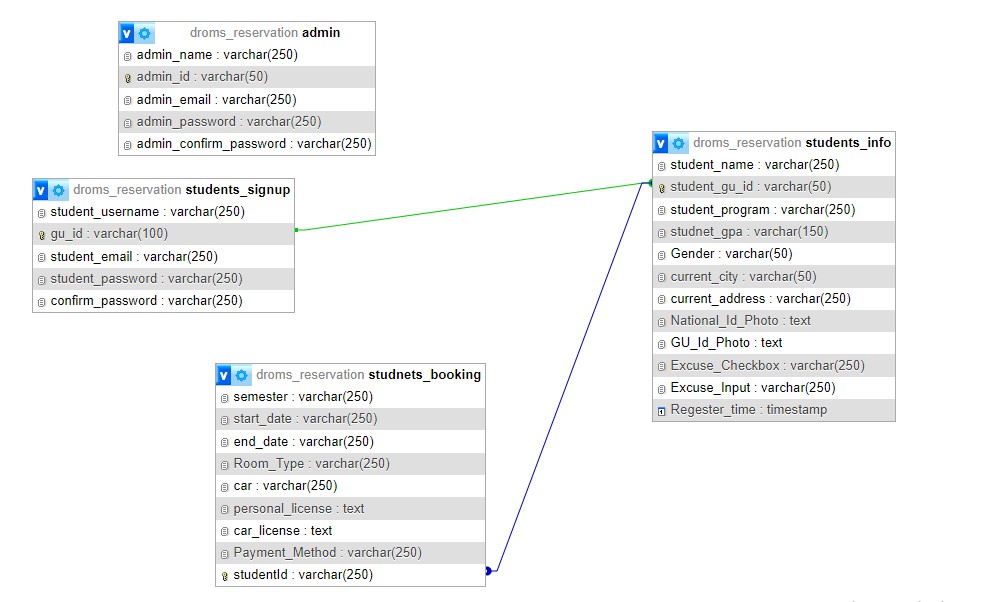 droms_reservation admin
admin_name : varchar(250)
admin_id : varchar(50)
admin_email : varchar(250)
admin_password : varchar(250)
admin_confirm_password : varchar(250)
droms_reservation students_signup
student_username : varchar(250)
gu_id : varchar(100)
student_email : varchar(250)
student_password : varchar(250)
confirm_password : varchar(250)
droms_reservation students_info
student_name : varchar(250)
student_gu_id : varchar(50)
student_program : varchar(250)
studnet_gpa : varchar(150)
Gender : varchar(50)
current_city : varchar(50)
current_address : varchar(250)
National_Id_Photo : text
GU_Id_Photo : text
Excuse_Checkbox : varchar(250)
Excuse_Input : varchar(250)
Regester_time : timestamp
droms_reservation studnets_booking
semester : varchar(250)
start_date : varchar(250)
end_date : varchar(250)
Room_Type : varchar(250)
car : varchar(250)
personal_license : text
car_license : text
Payment_Method : varchar(250)
studentId : varchar(250)